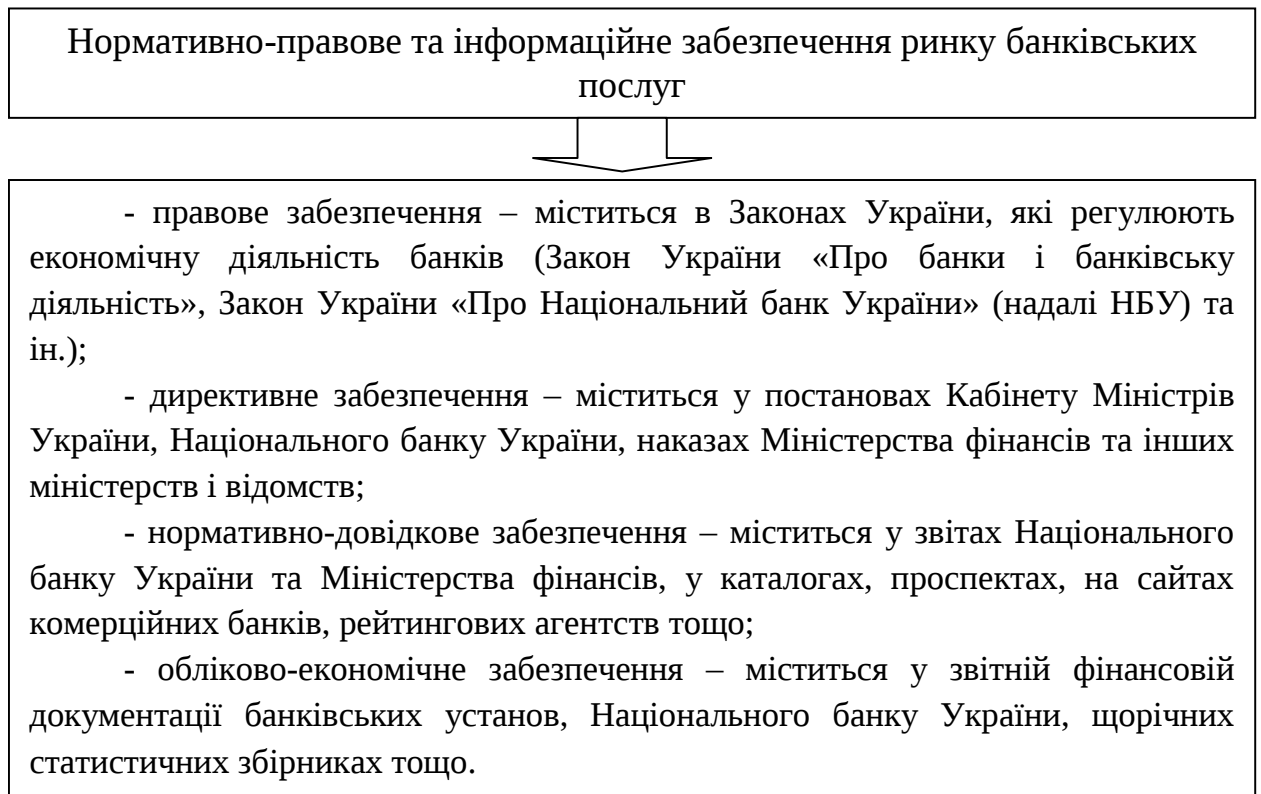 Нормативно-правове та інформаційне забезпечення ринку банківських
послуг
- правове забезпечення – міститься в Законах України, які регулюють
економічну діяльність банків (Закон України «Про банки і банківську
діяльність», Закон України «Про Національний банк України» (надалі НБУ) та
ін.);
- директивне забезпечення – міститься у постановах Кабінету Міністрів
України, Національного банку України, наказах Міністерства фінансів та інших
міністерств і відомств;
- нормативно-довідкове забезпечення – міститься у звітах Національного
банку України та Міністерства фінансів, у каталогах, проспектах, на сайтах
комерційних банків, рейтингових агентств тощо;
- обліково-економічне забезпечення – міститься у звітній фінансовій
документації банківських установ, Національного банку України, щорічних
статистичних збірниках тощо.